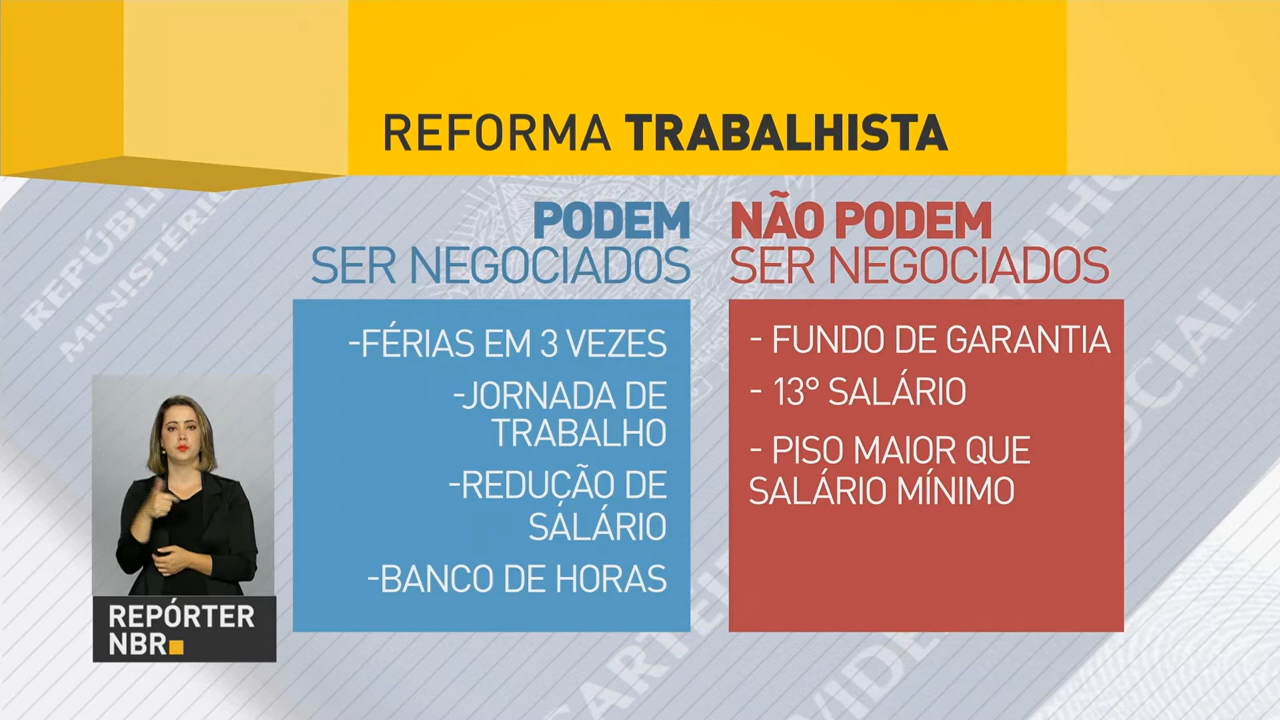 REFORMA TRABALHISTA
PODEM
SER NEGOCIADOS
-FÉRIAS EM 3 VEZES
-JORNADA DE
TRABALHO
-REDUÇÃO DE
SALÁRIO
-BANCO DE HORAS
NÃO PODEM
SER NEGOCIADOS
- FUNDO DE GARANTIA
- 13° SALÁRIO
- PISO MAIOR QUE
SALÁRIO MÍNIMO
REPÓRTER
NBR